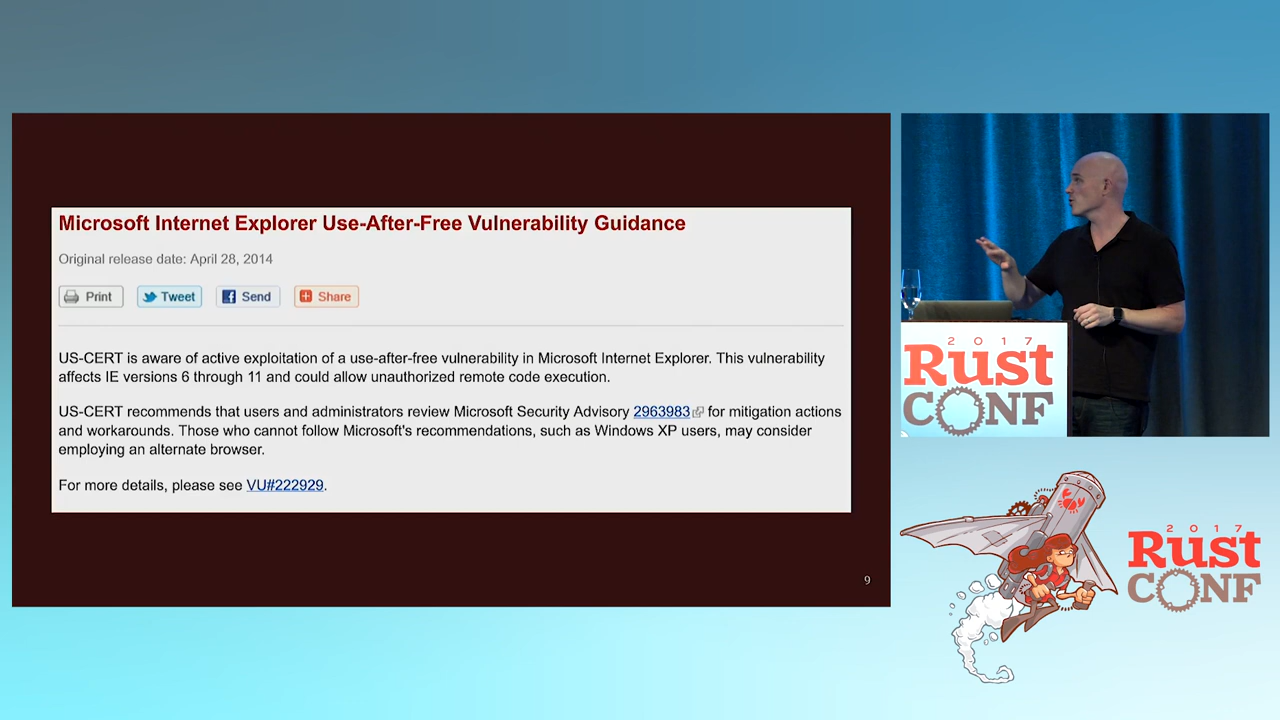 Microsoft Internet Explorer Use-After-Free Vulnerability Guidance
Original release date: April 28, 2014
Print Tweet Send Share
US-CERT is aware of active exploitation of a use-after-free vulnerability in Microsoft Internet Explorer. This vulnerability
affects IE versions 6 through 11 and could allow unauthorized remote code execution.
US-CERT recommends that users and administrators review Microsoft Security Advisory 2963983 for mitigation actions
and workarounds. Those who cannot follow Microsoft's recommendations, such as Windows XP users, may consider
employing an alternate browser.
For more details, please see VU#222929.
9
2017
Rust
CONF
2017
Rust
CONF